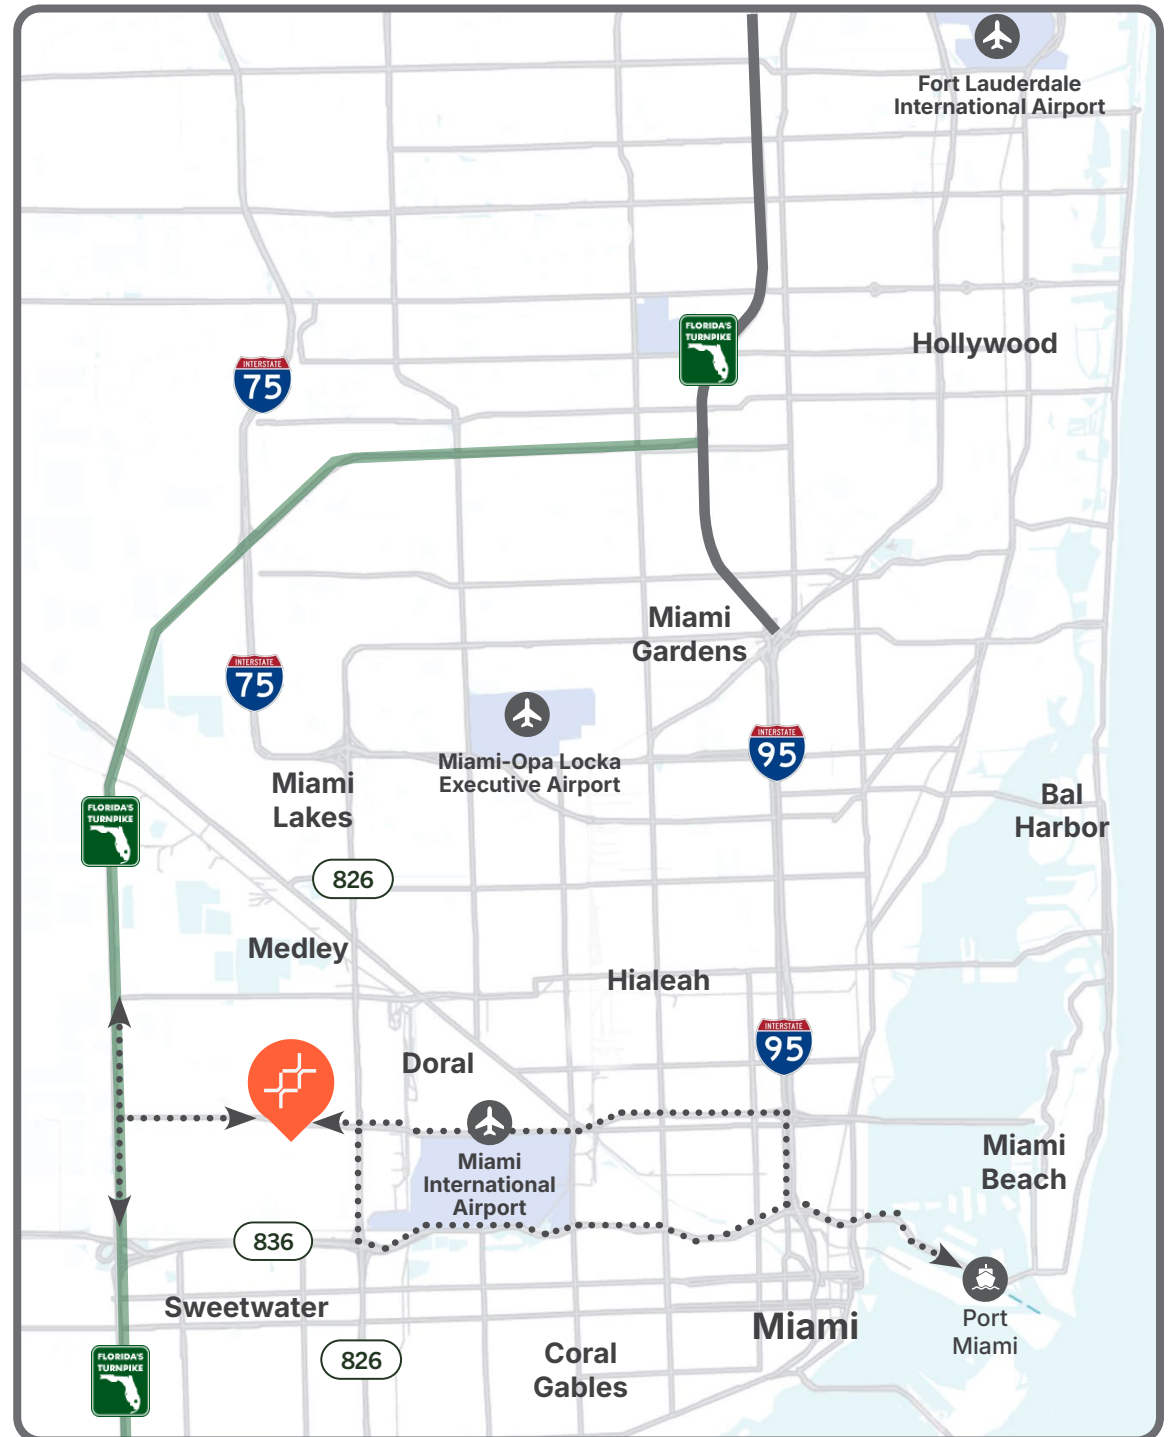 Fort Lauderdale
International Airport
FLORIDA'S
TURNPIKE
Hollywood
INTERSTATE
75
Miami
Gardens
INTERSTATE
75
Miami-Opa Locka
Executive Airport
INTERSTATE
95
Miami
Lakes
Bal
Harbor
FLORIDA'S
TURNPIKE
826
Medley
Hialeah
INTERSTATE
95
Doral
Miami
International
Airport
Miami
Beach
836
Sweetwater
Miami
Port
Miami
FLORIDA'S
TURNPIKE
826
Coral
Gables